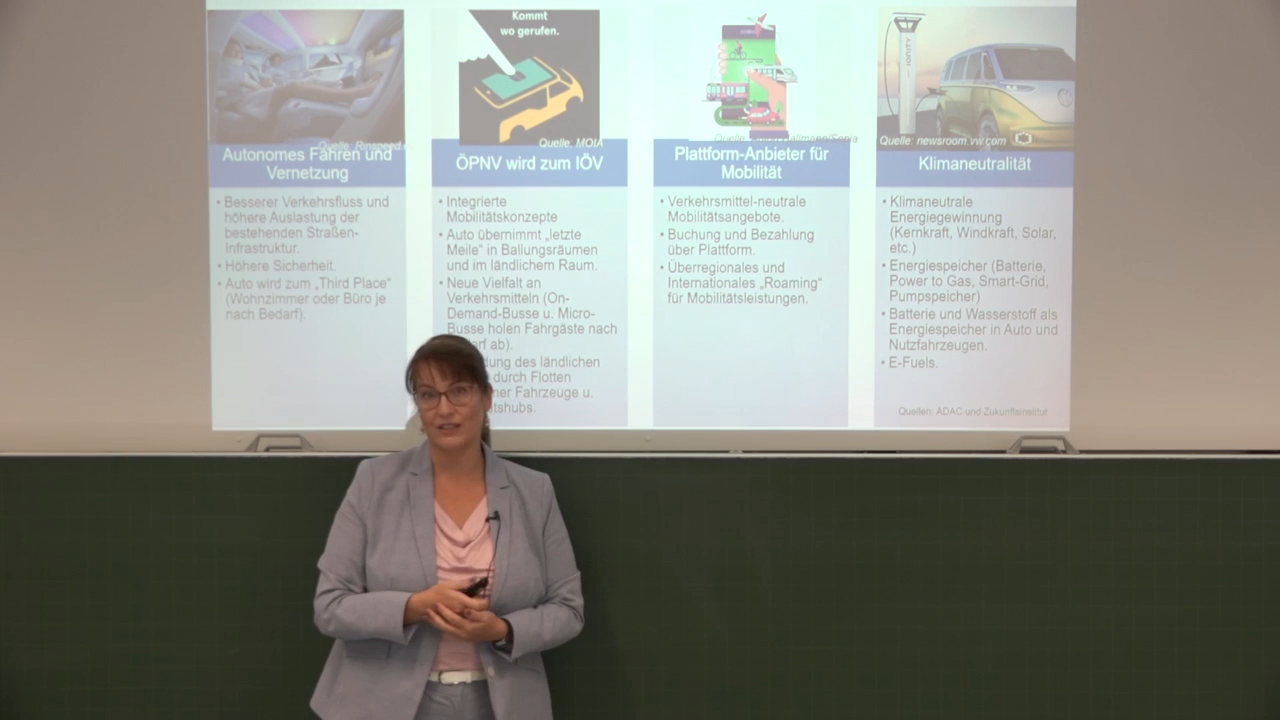 Kommt
wo gerufen.
IONITY
Quelle: Rinspeed
Quelle: MOIA
Quelle: newsroom.vw.com
Autonomes Fahren und
Vernetzung
• Besserer Verkehrsfluss und
höhere Auslastung der
bestehenden Straßen-
Infrastruktur.
• Höhere Sicherheit.
• Auto wird zum „Third Place“
(Wohnzimmer oder Büro je
nach Bedarf).
ÖPNV wird zum IÖV
• Integrierte
Mobilitätskonzepte
• Auto übernimmt „letzte
Meile“ in Ballungsräumen
und im ländlichem Raum.
• Neue Vielfalt an
Verkehrsmitteln (On-
Demand-Busse u. Micro-
Busse holen Fahrgäste nach
ab).
des ländlichen
durch Flotten
Fahrzeuge u.
Plattform-Anbieter für
Mobilität
• Verkehrsmittel-neutrale
Mobilitätsangebote.
• Buchung und Bezahlung
über Plattform.
• Überregionales und
Internationales „Roaming“
für Mobilitätsleistungen.
Klimaneutralität
• Klimaneutrale
Energiegewinnung
(Kernkraft, Windkraft, Solar,
etc.)
• Energiespeicher (Batterie,
Power to Gas, Smart-Grid,
Pumpspeicher)
• Batterie und Wasserstoff als
Energiespeicher in Auto und
Nutzfahrzeugen.
• E-Fuels.
Quellen: ADAC und Zukunftsinstitut